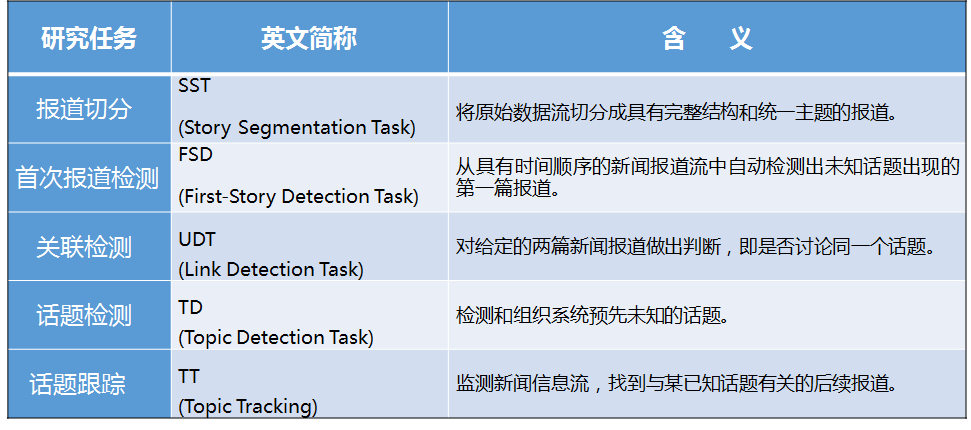 研究任务 英文简称 含 义
报道切分
SST
(Story Segmentation Task)
将原始数据流切分成具有完整结构和统一主题的报道。
首次报道检测
FSD
(First-Story Detection Task)
从具有时间顺序的新闻报道流中自动检测出未知话题出现的
第一篇报道。
关联检测
UDT
(Link Detection Task)
对给定的两篇新闻报道做出判断，即是否讨论同一个话题。
话题检测
TD
(Topic Detection Task)
检测和组织系统预先未知的话题。
话题跟踪
TT
(Topic Tracking)
监测新闻信息流，找到与某已知话题有关的后续报道。